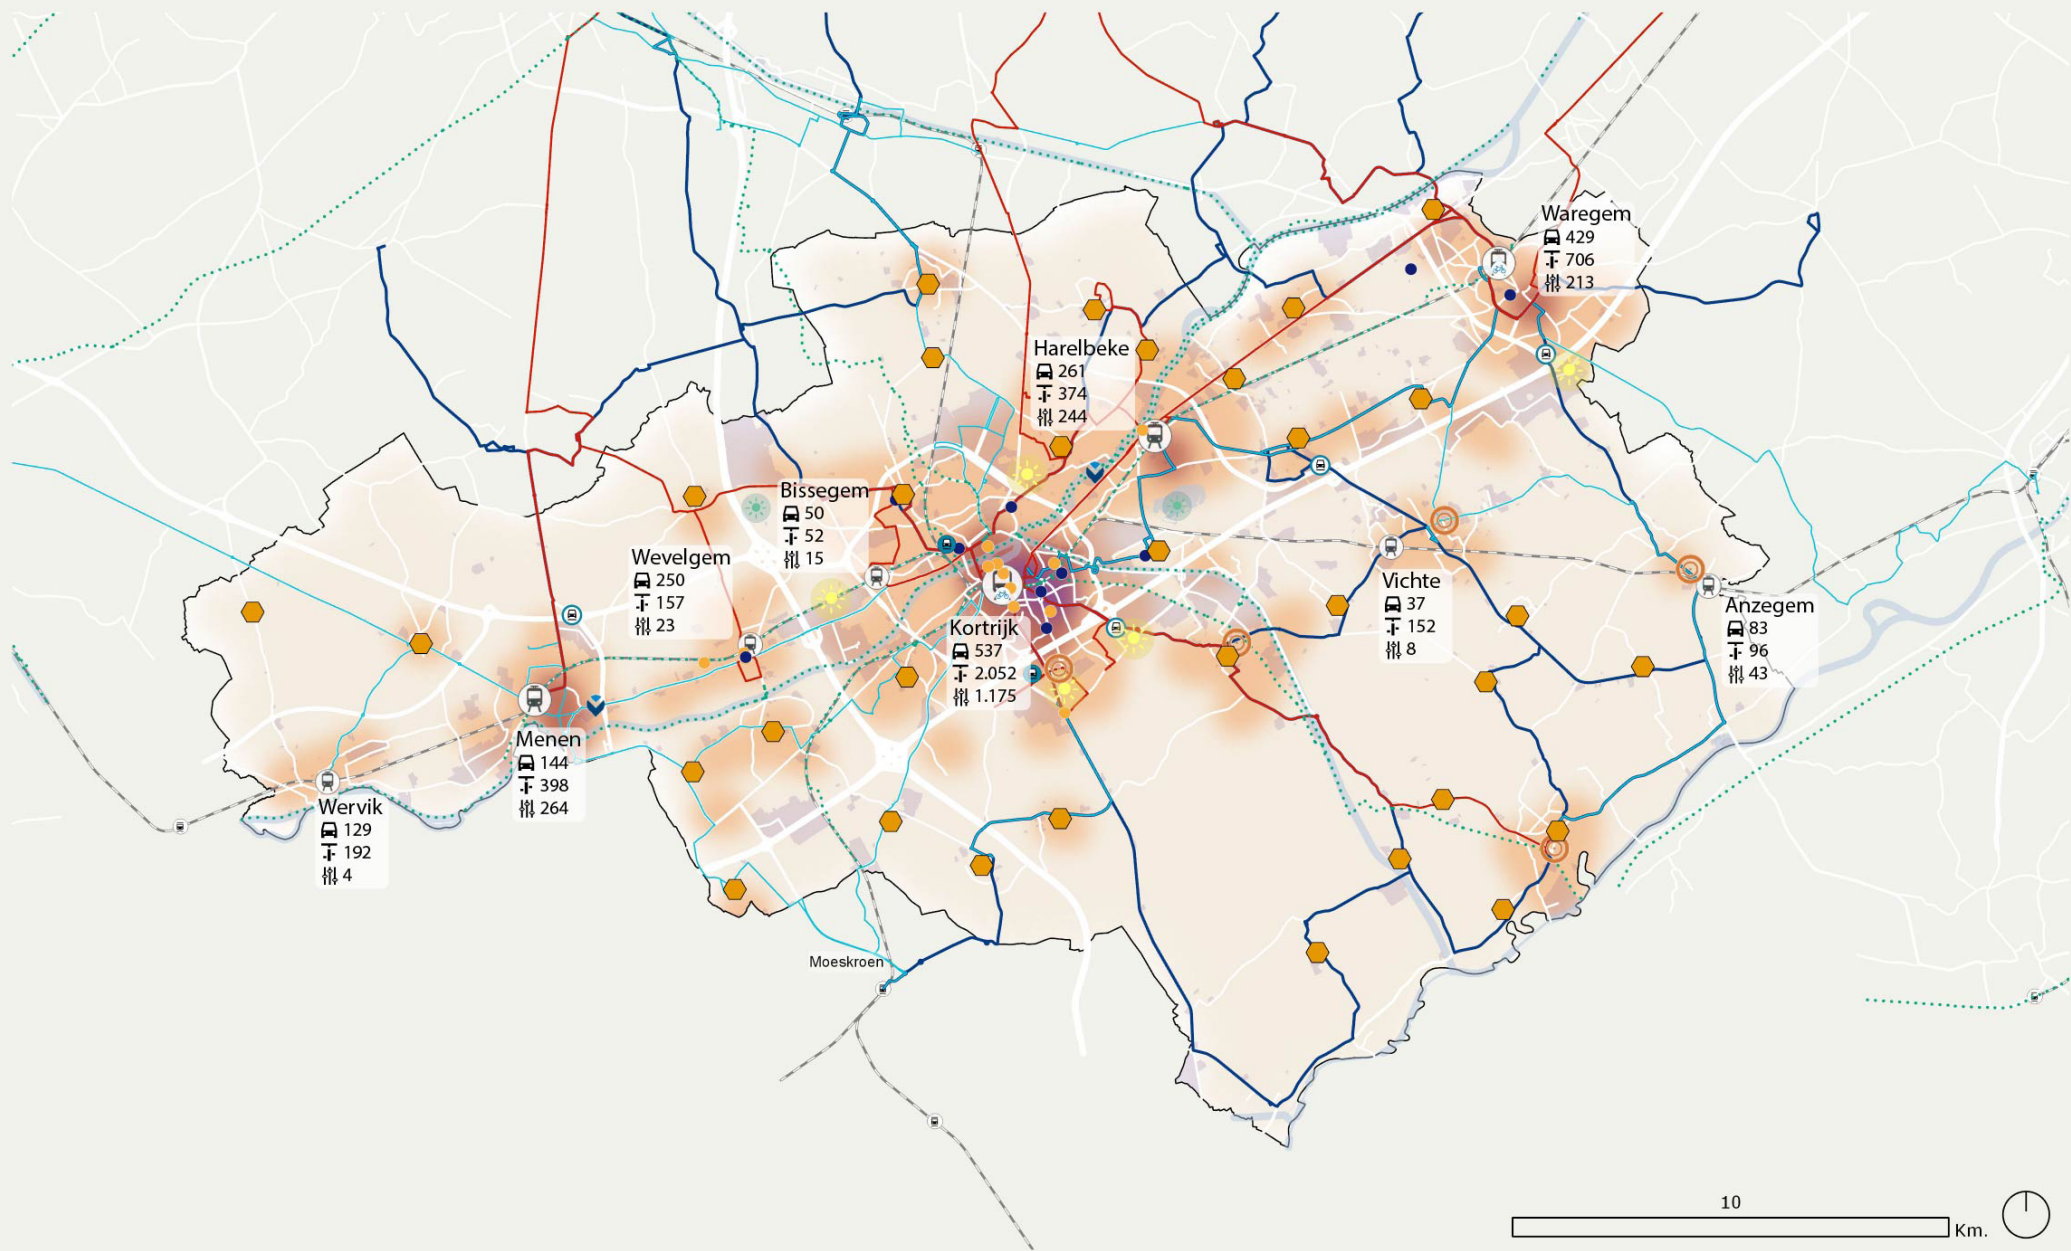 Waregem
429
706
213
Harelbeke
261
374
244
Bissegem
50
52
15
Wevelgem
250
157
23
Vichte
37
152
8
Anzegem
83
96
43
Kortrijk
537
2.052
1.175
Menen
144
398
264
Wervik
129
192
4
Moeskroen
10
Km.